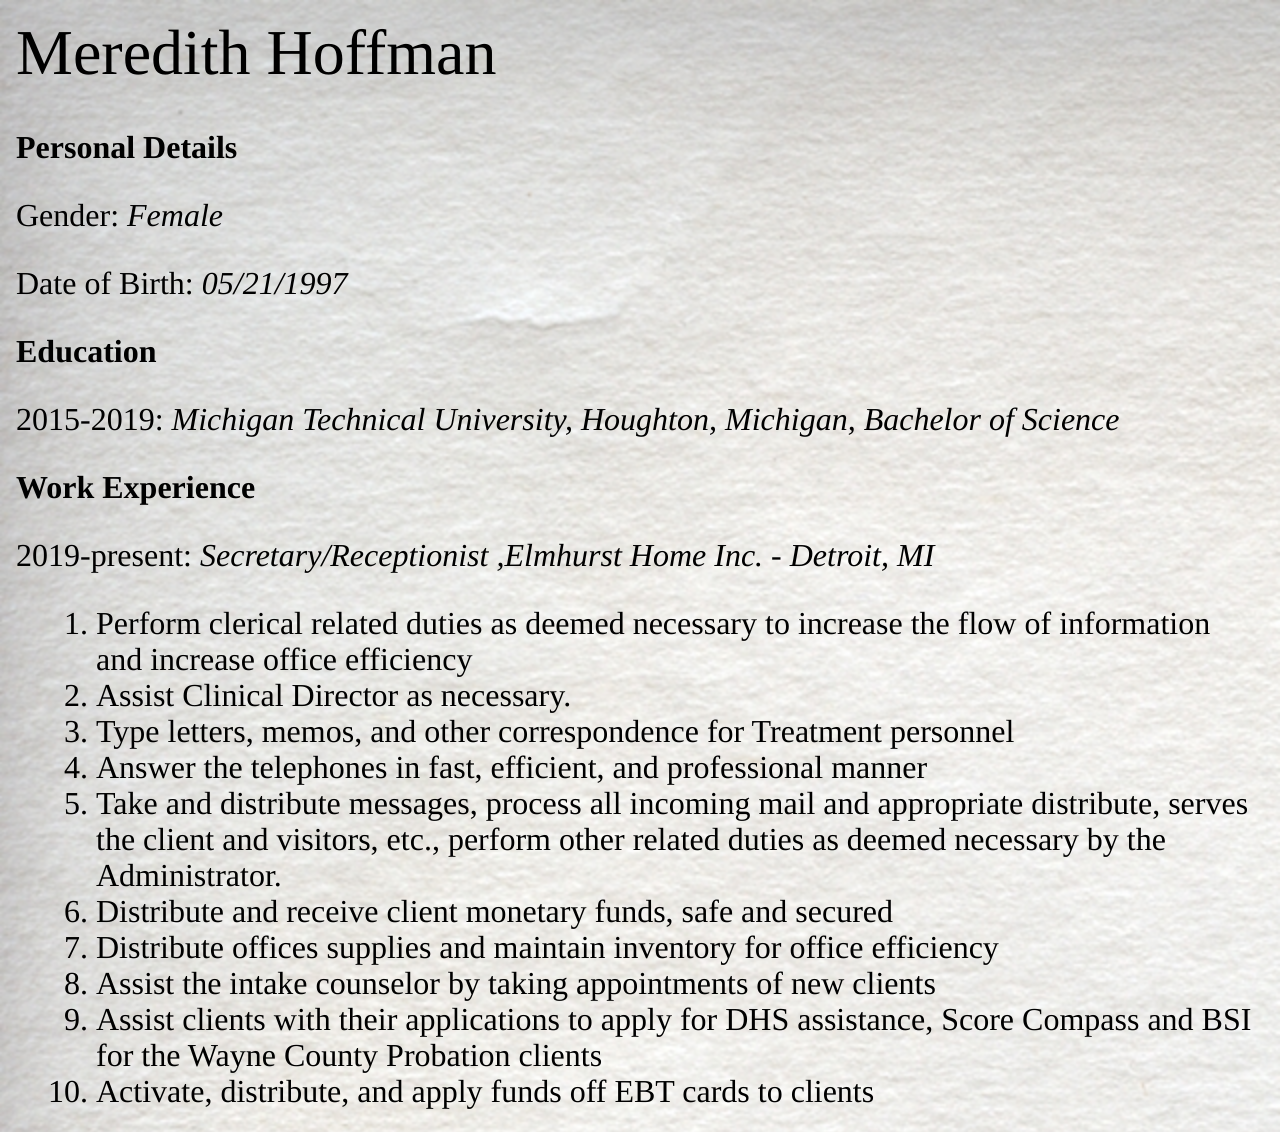 Meredith Hoffman
Personal Details
Gender: Female
Date of Birth: 05/21/1997
Education
2015-2019: Michigan Technical University, Houghton, Michigan, Bachelor of Science
Work Experience
2019-present: Secretary/Receptionist ,Elmhurst Home Inc. - Detroit, MI
1. Perform clerical related duties as deemed necessary to increase the flow of information
and increase office efficiency
2. Assist Clinical Director as necessary.
3. Type letters, memos, and other correspondence for Treatment personnel
4. Answer the telephones in fast, efficient, and professional manner
5. Take and distribute messages, process all incoming mail and appropriate distribute, serves
the client and visitors, etc., perform other related duties as deemed necessary by the
Administrator.
6. Distribute and receive client monetary funds, safe and secured
7. Distribute offices supplies and maintain inventory for office efficiency
8. Assist the intake counselor by taking appointments of new clients
9. Assist clients with their applications to apply for DHS assistance, Score Compass and BSI
for the Wayne County Probation clients
10. Activate, distribute, and apply funds off EBT cards to clients